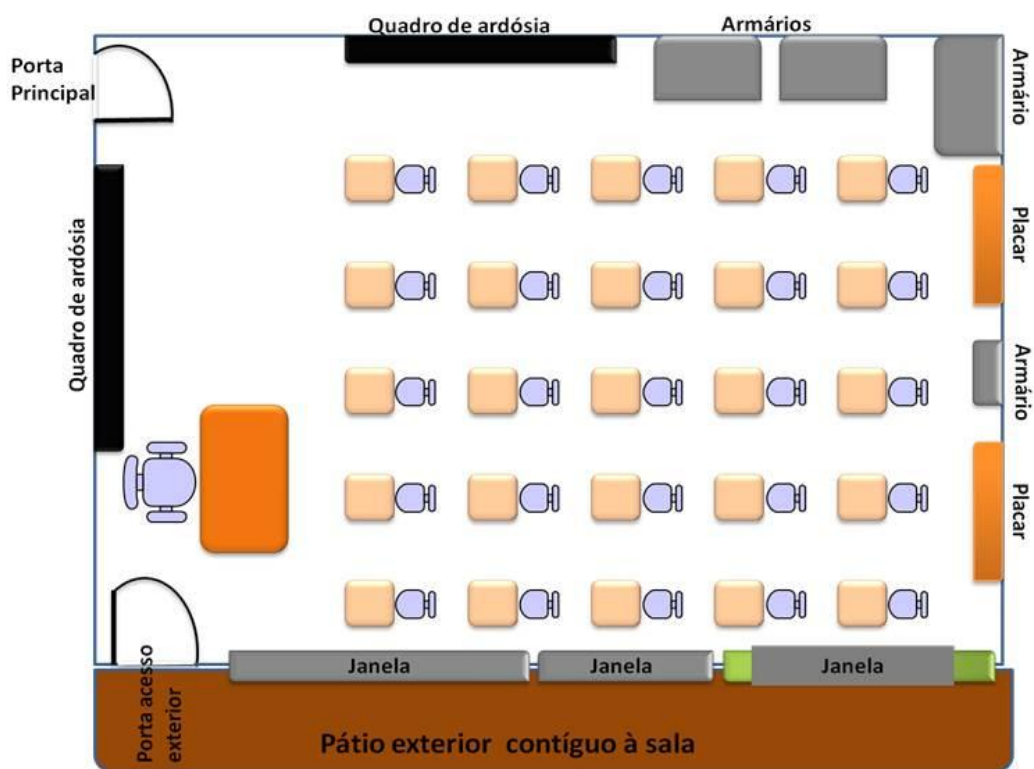 Quadro de ardósia
Armários
Porta
Principal
Armário
Placar
Quadro de ardósia
Armário
Placar
Janela
Janela
Janela
Porta acesso
exterior
Pátio exterior contíguo à sala